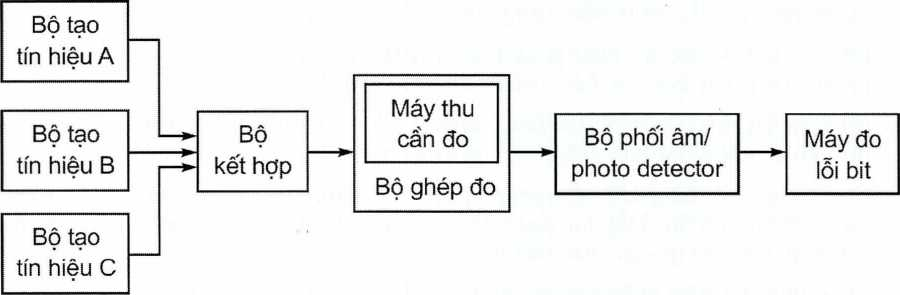 Bộ tạo
tín hiệu A
Bộ tạo
tín hiệu B
Bộ tạo
tín hiệu C
Bộ
kết hợp
Máy thu
cần đo
Bộ ghép đo
Bộ phối âm/
photo detector
Máy đo
lỗi bit